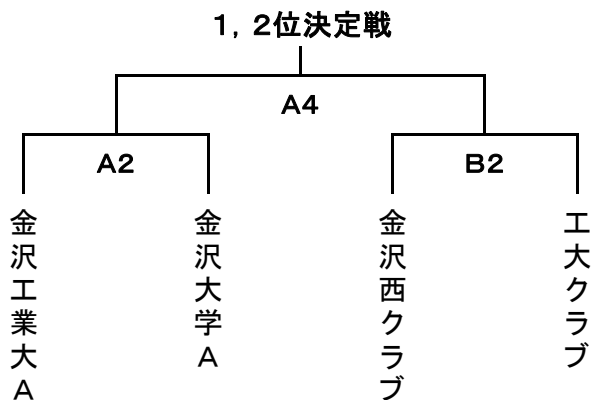 １，２位決定戦
A4
A2
B2
金沢工業大A
金沢大学A
金沢西クラブ
工大クラブ